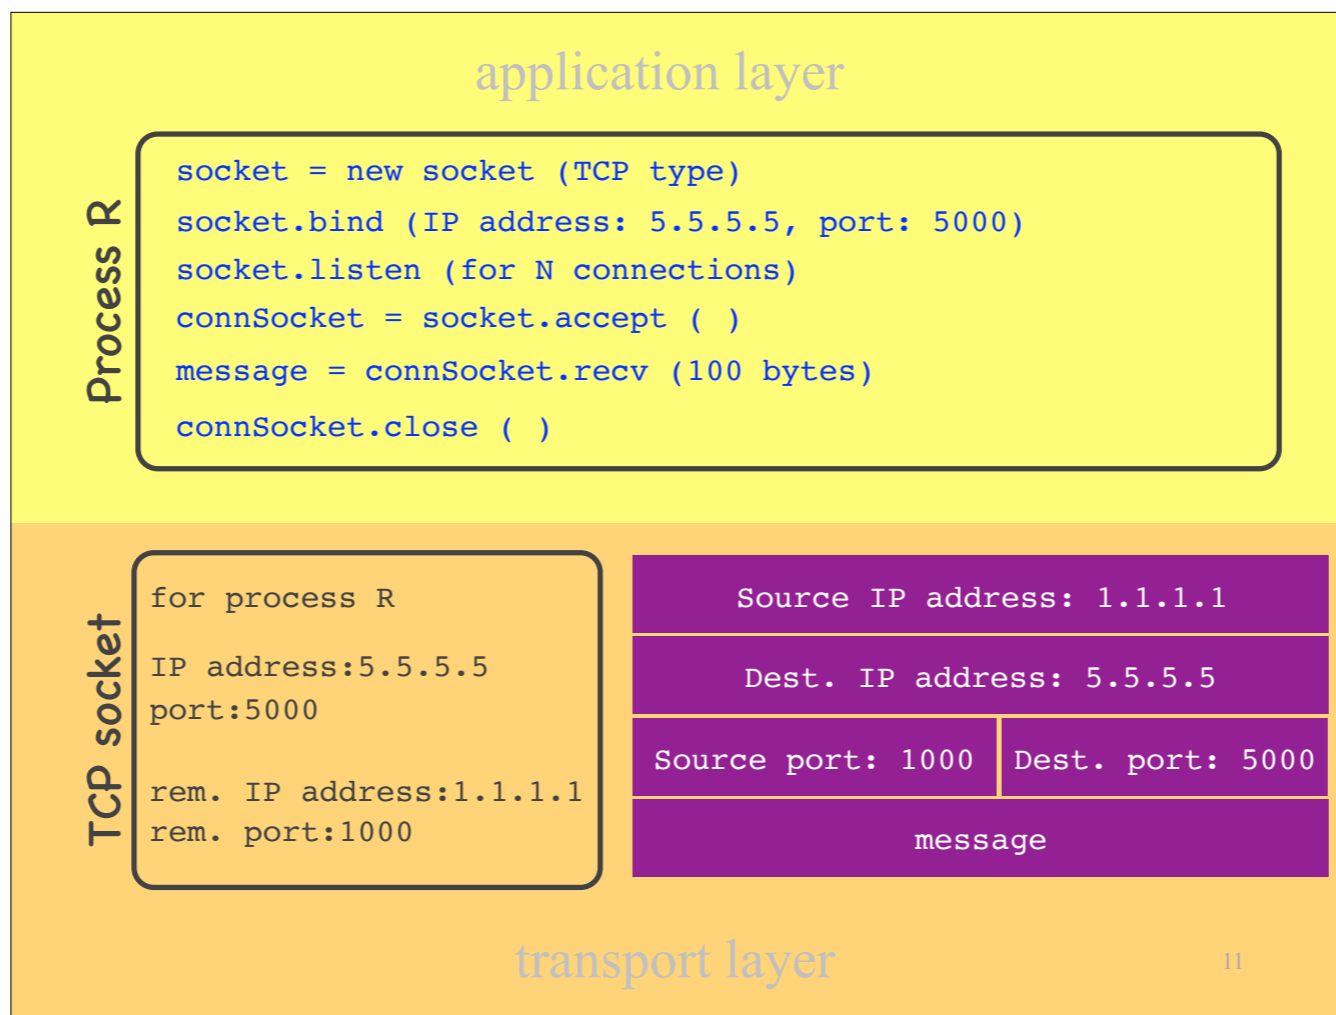 application layer
Process R
socket = new socket (TCP type)
socket.bind (IP address: 5.5.5.5, port: 5000)
socket.listen (for N connections)
connSocket = socket.accept ( )
message = connSocket.recv (100 bytes)
connSocket.close ( )
TCP socket
for process R
IP address:5.5.5.5
port:5000
rem. IP address:1.1.1.1
rem. port:1000
Source IP address: 1.1.1.1
Dest. IP address: 5.5.5.5
Source port: 1000
Dest. port: 5000
message
transport layer
11